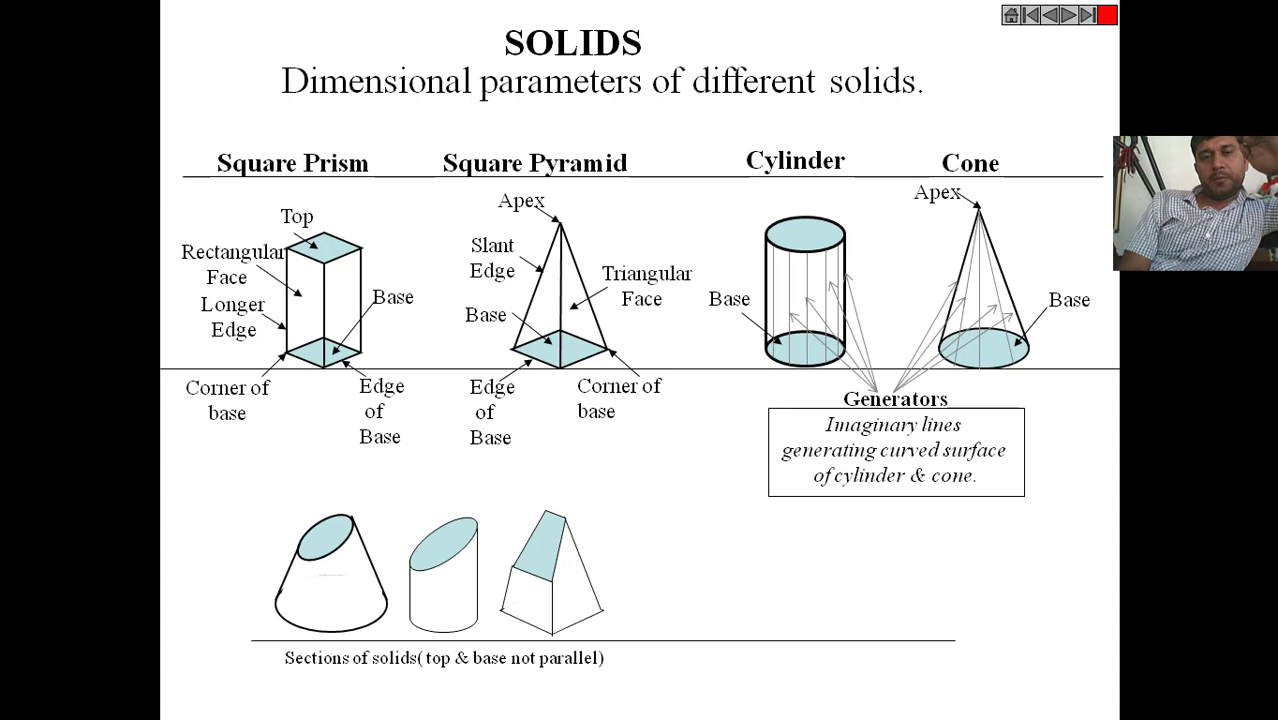 SOLIDS
Dimensional parameters of different solids.
Square Prism
Square Pyramid
Cylinder
Cone
Top
Rectangular
Face
Longer
Edge
Base
Corner of
base
Edge
of
Base
Apex
Slant
Edge
Triangular
Face
Base
Edge
of
Base
Corner of
base
Base
Apex
Base
Generators
Imaginary lines
generating curved surface
of cylinder & cone.
Sections of solids( top & base not parallel)